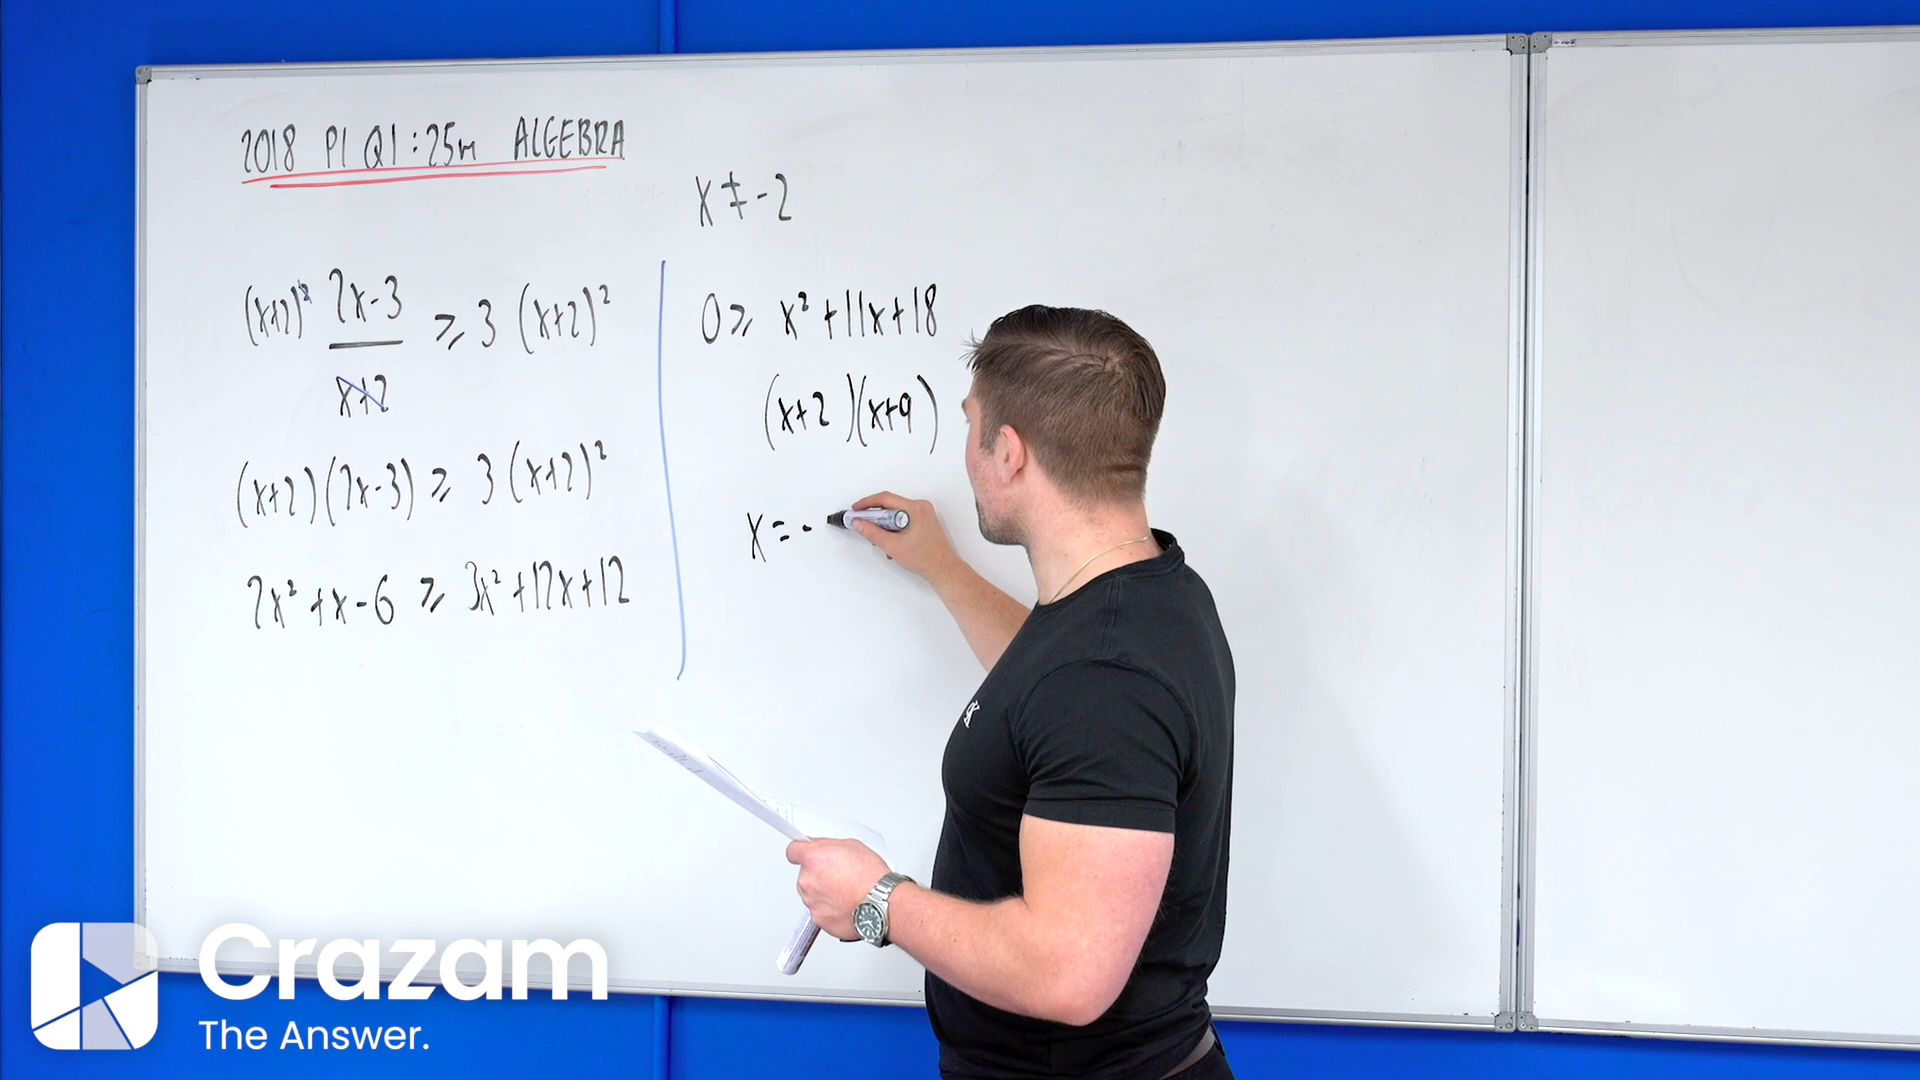 2018 P1 Q1 : 25m ALGEBRA
x ≠ -2
(x+2)² 2x-3 ≥ 3 (x+2)²
x+2
(x+2)(2x-3) ≥ 3(x+2)²
2x² + x - 6 ≥ 3x² + 12x + 12
0 ≥ x² + 11x + 18
(x+2)(x+9)
x = -
Crazam
The Answer.